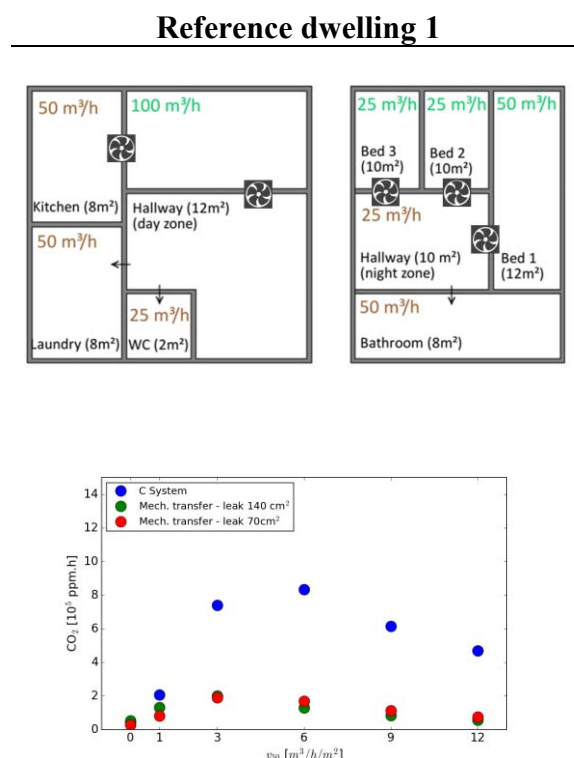 Reference dwelling 1
50 m³/h
100 m³/h
Kitchen (8m²)
Hallway (12m²)
(day zone)
50 m³/h
25 m³/h
Laundry (8m²)
WC (2m²)
25 m³/h
25 m³/h
50 m³/h
Bed 3
(10m²)
Bed 2
(10m²)
25 m³/h
Hallway (10 m²)
(night zone)
Bed 1
(12m²)
50 m³/h
Bathroom (8m²)
C System
Mech. transfer - leak 140 cm²
Mech. transfer - leak 70cm²
CO₂ [10⁵ ppm.h]
14
12
10
8
6
4
2
0
0 1 3 6 9 12
v₅₀ [m³/h/m²]